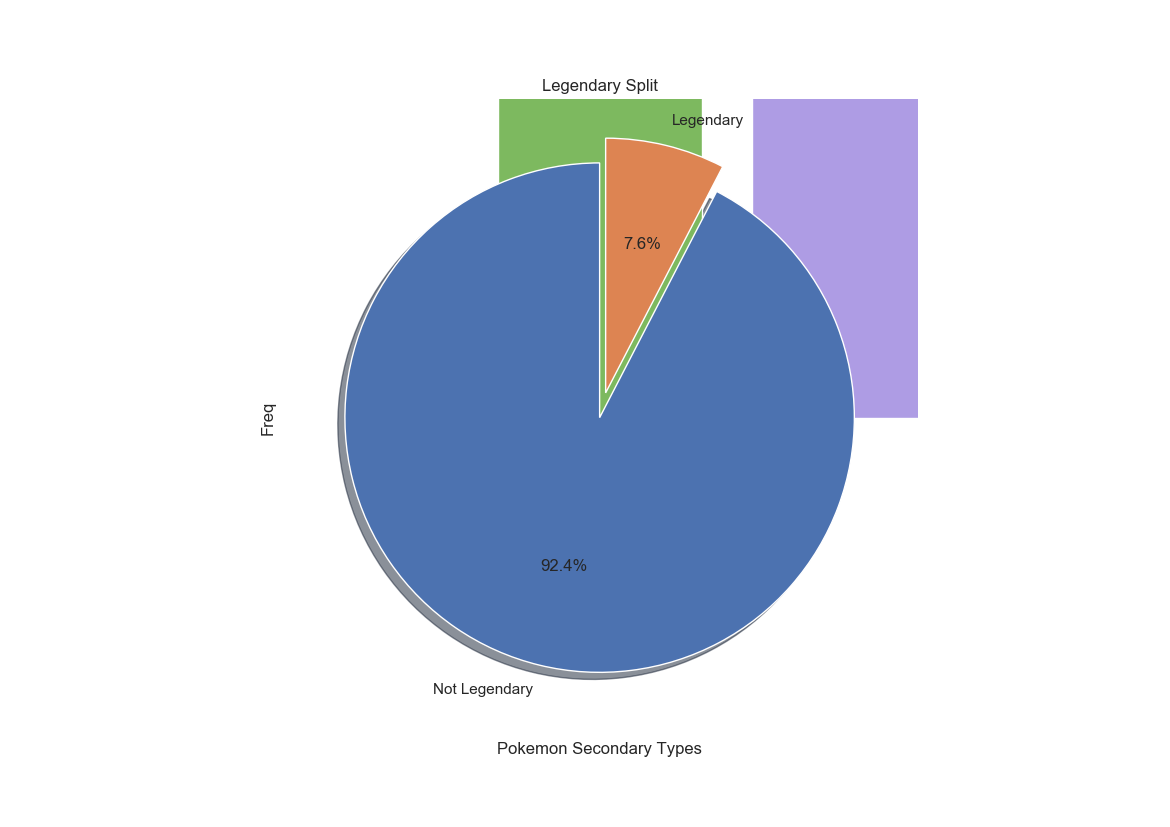 Legendary Split
Legendary
7.6%
Freq
92.4%
Not Legendary
Pokemon Secondary Types